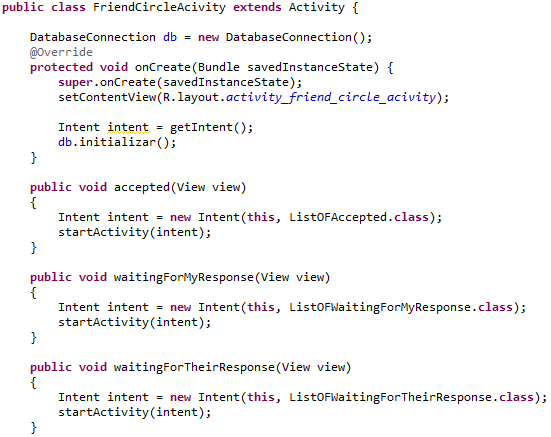 public class FriendCircleAcivity extends Activity {
DatabaseConnection db = new DatabaseConnection();
@Override
protected void onCreate(Bundle savedInstanceState) {
super.onCreate(savedInstanceState);
setContentView(R.layout.activity_friend_circle_acivity);
Intent intent = getIntent();
db.initializar();
}
public void accepted(View view)
{
Intent intent = new Intent(this, ListOFAccepted.class);
startActivity(intent);
}
public void waitingForMyResponse(View view)
{
Intent intent = new Intent(this, ListOFWaitingForMyResponse.class);
startActivity(intent);
}
public void waitingForTheirResponse(View view)
{
Intent intent = new Intent(this, ListOFWaitingForTheirResponse.class);
startActivity(intent);
}